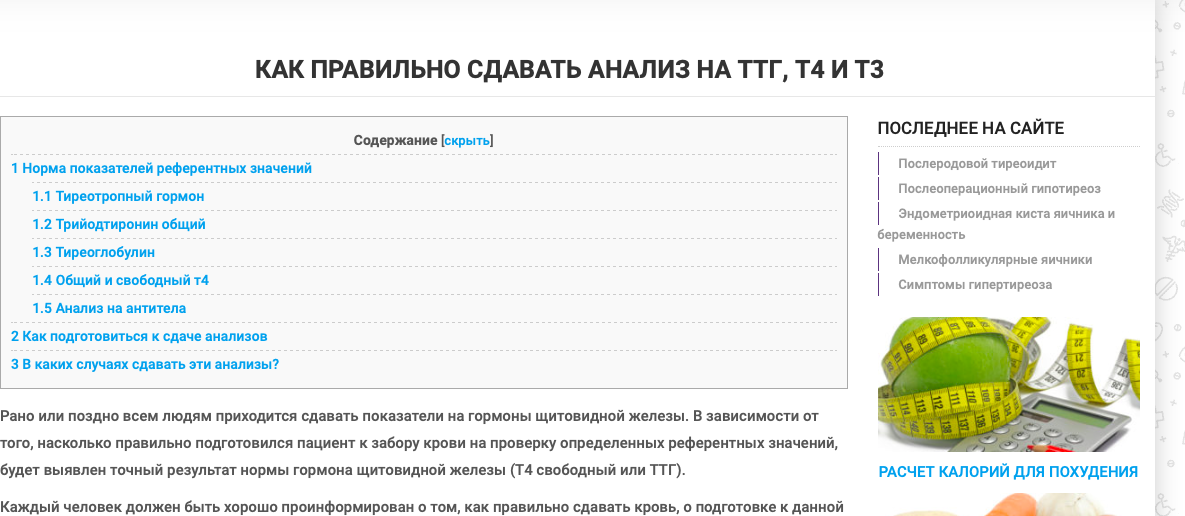 КАК ПРАВИЛЬНО СДАВАТЬ АНАЛИЗ НА ТТГ, Т4 И Т3
Содержание [скрыть]
1 Норма показателей референтных значений
1.1 Тиреотропный гормон
1.2 Трийодтиронин общий
1.3 Тиреоглобулин
1.4 Общий и свободный т4
1.5 Анализ на антитела
2 Как подготовиться к сдаче анализов
3 В каких случаях сдавать эти анализы?
Рано или поздно всем людям приходится сдавать показатели на гормоны щитовидной железы. В зависимости от
того, насколько правильно подготовился пациент к забору крови на проверку определенных референтных значений,
будет выявлен точный результат нормы гормона щитовидной железы (Т4 свободный или ТТГ).
Каждый человек должен быть хорошо проинформирован о том, как правильно сдавать кровь, о подготовке к данной
ПОСЛЕДНЕЕ НА САЙТЕ
Послеродовой тиреоидит
Послеоперационный гипотиреоз
Эндометриоидная киста яичника и
беременность
Мелкофолликулярные яичники
Симптомы гипертиреоза
РАСЧЕТ КАЛОРИЙ ДЛЯ ПОХУДЕНИЯ